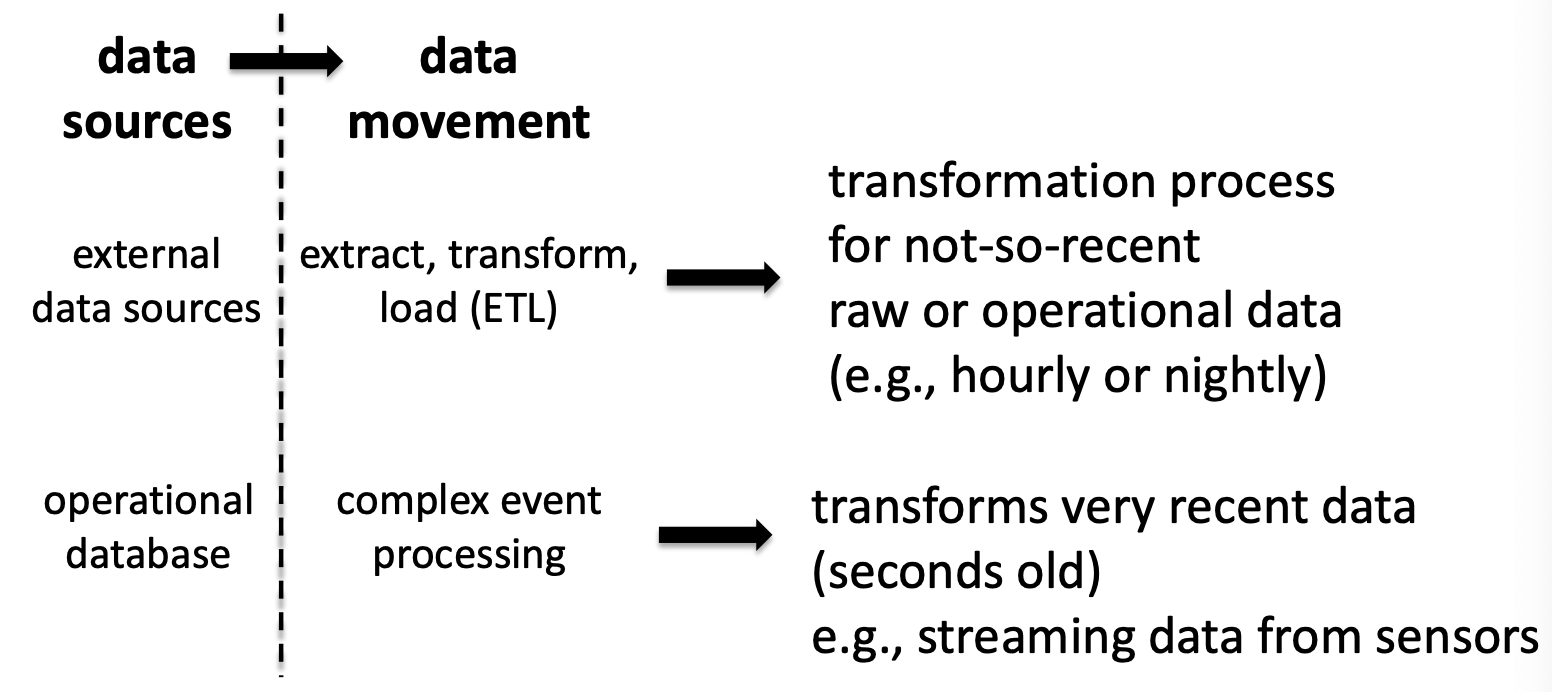 data
sources
data
movement
external
data sources
extract, transform,
load (ETL)
transformation process
for not-so-recent
raw or operational data
(e.g., hourly or nightly)
operational
database
complex event
processing
transforms very recent data
(seconds old)
e.g., streaming data from sensors